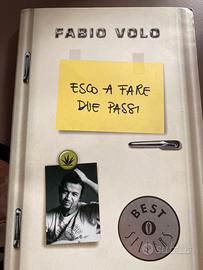 FABIO VOLO
ESCO A FARE
DUE PASSI
BEST
SELLERS